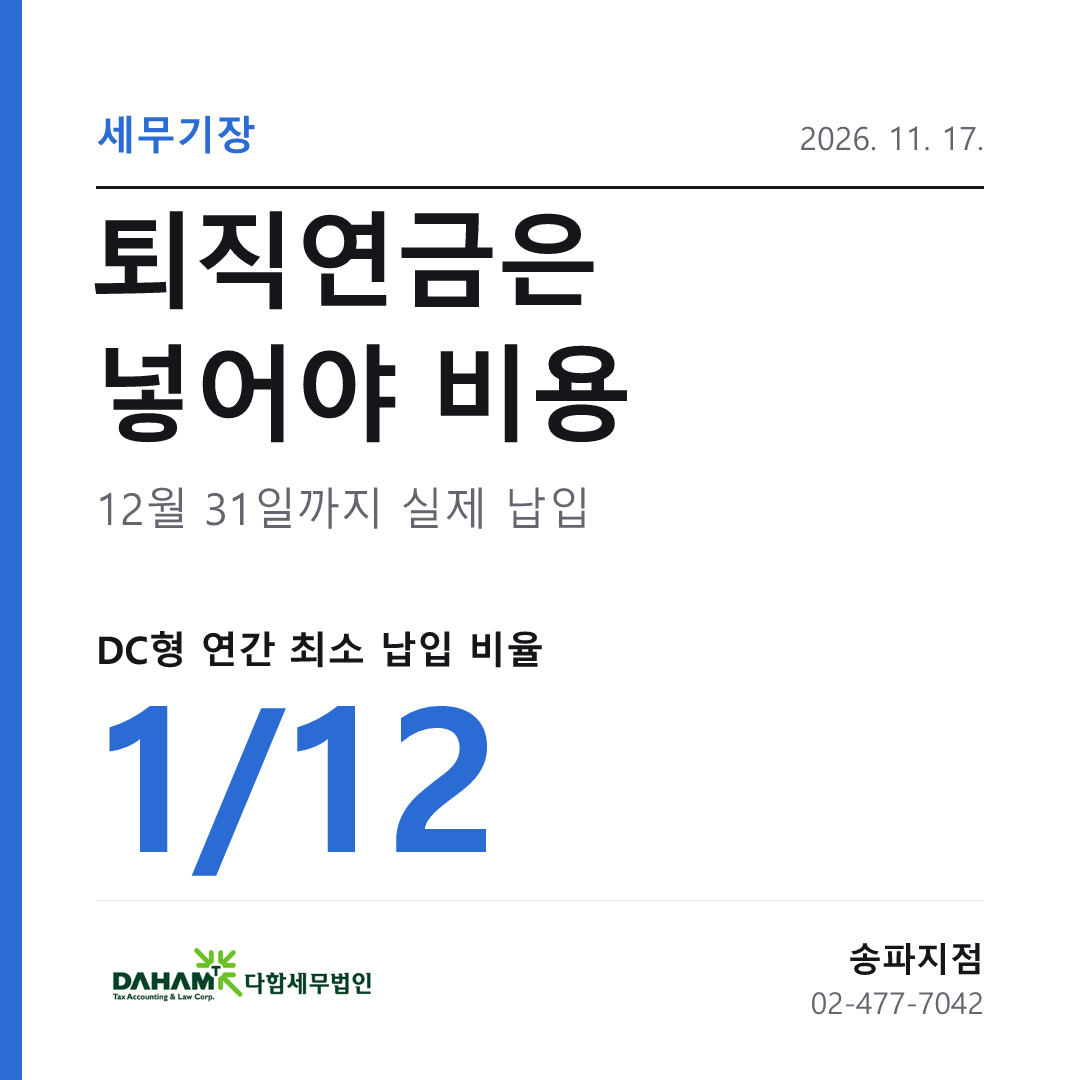 세무기장
2026. 11. 17.
퇴직연금은
넣어야 비용
12월 31일까지 실제 납입
DC형 연간 최소 납입 비율
1/12
DAHAM 다함세무법인
Tax Accounting & Law Corp.
송파지점
02-477-7042